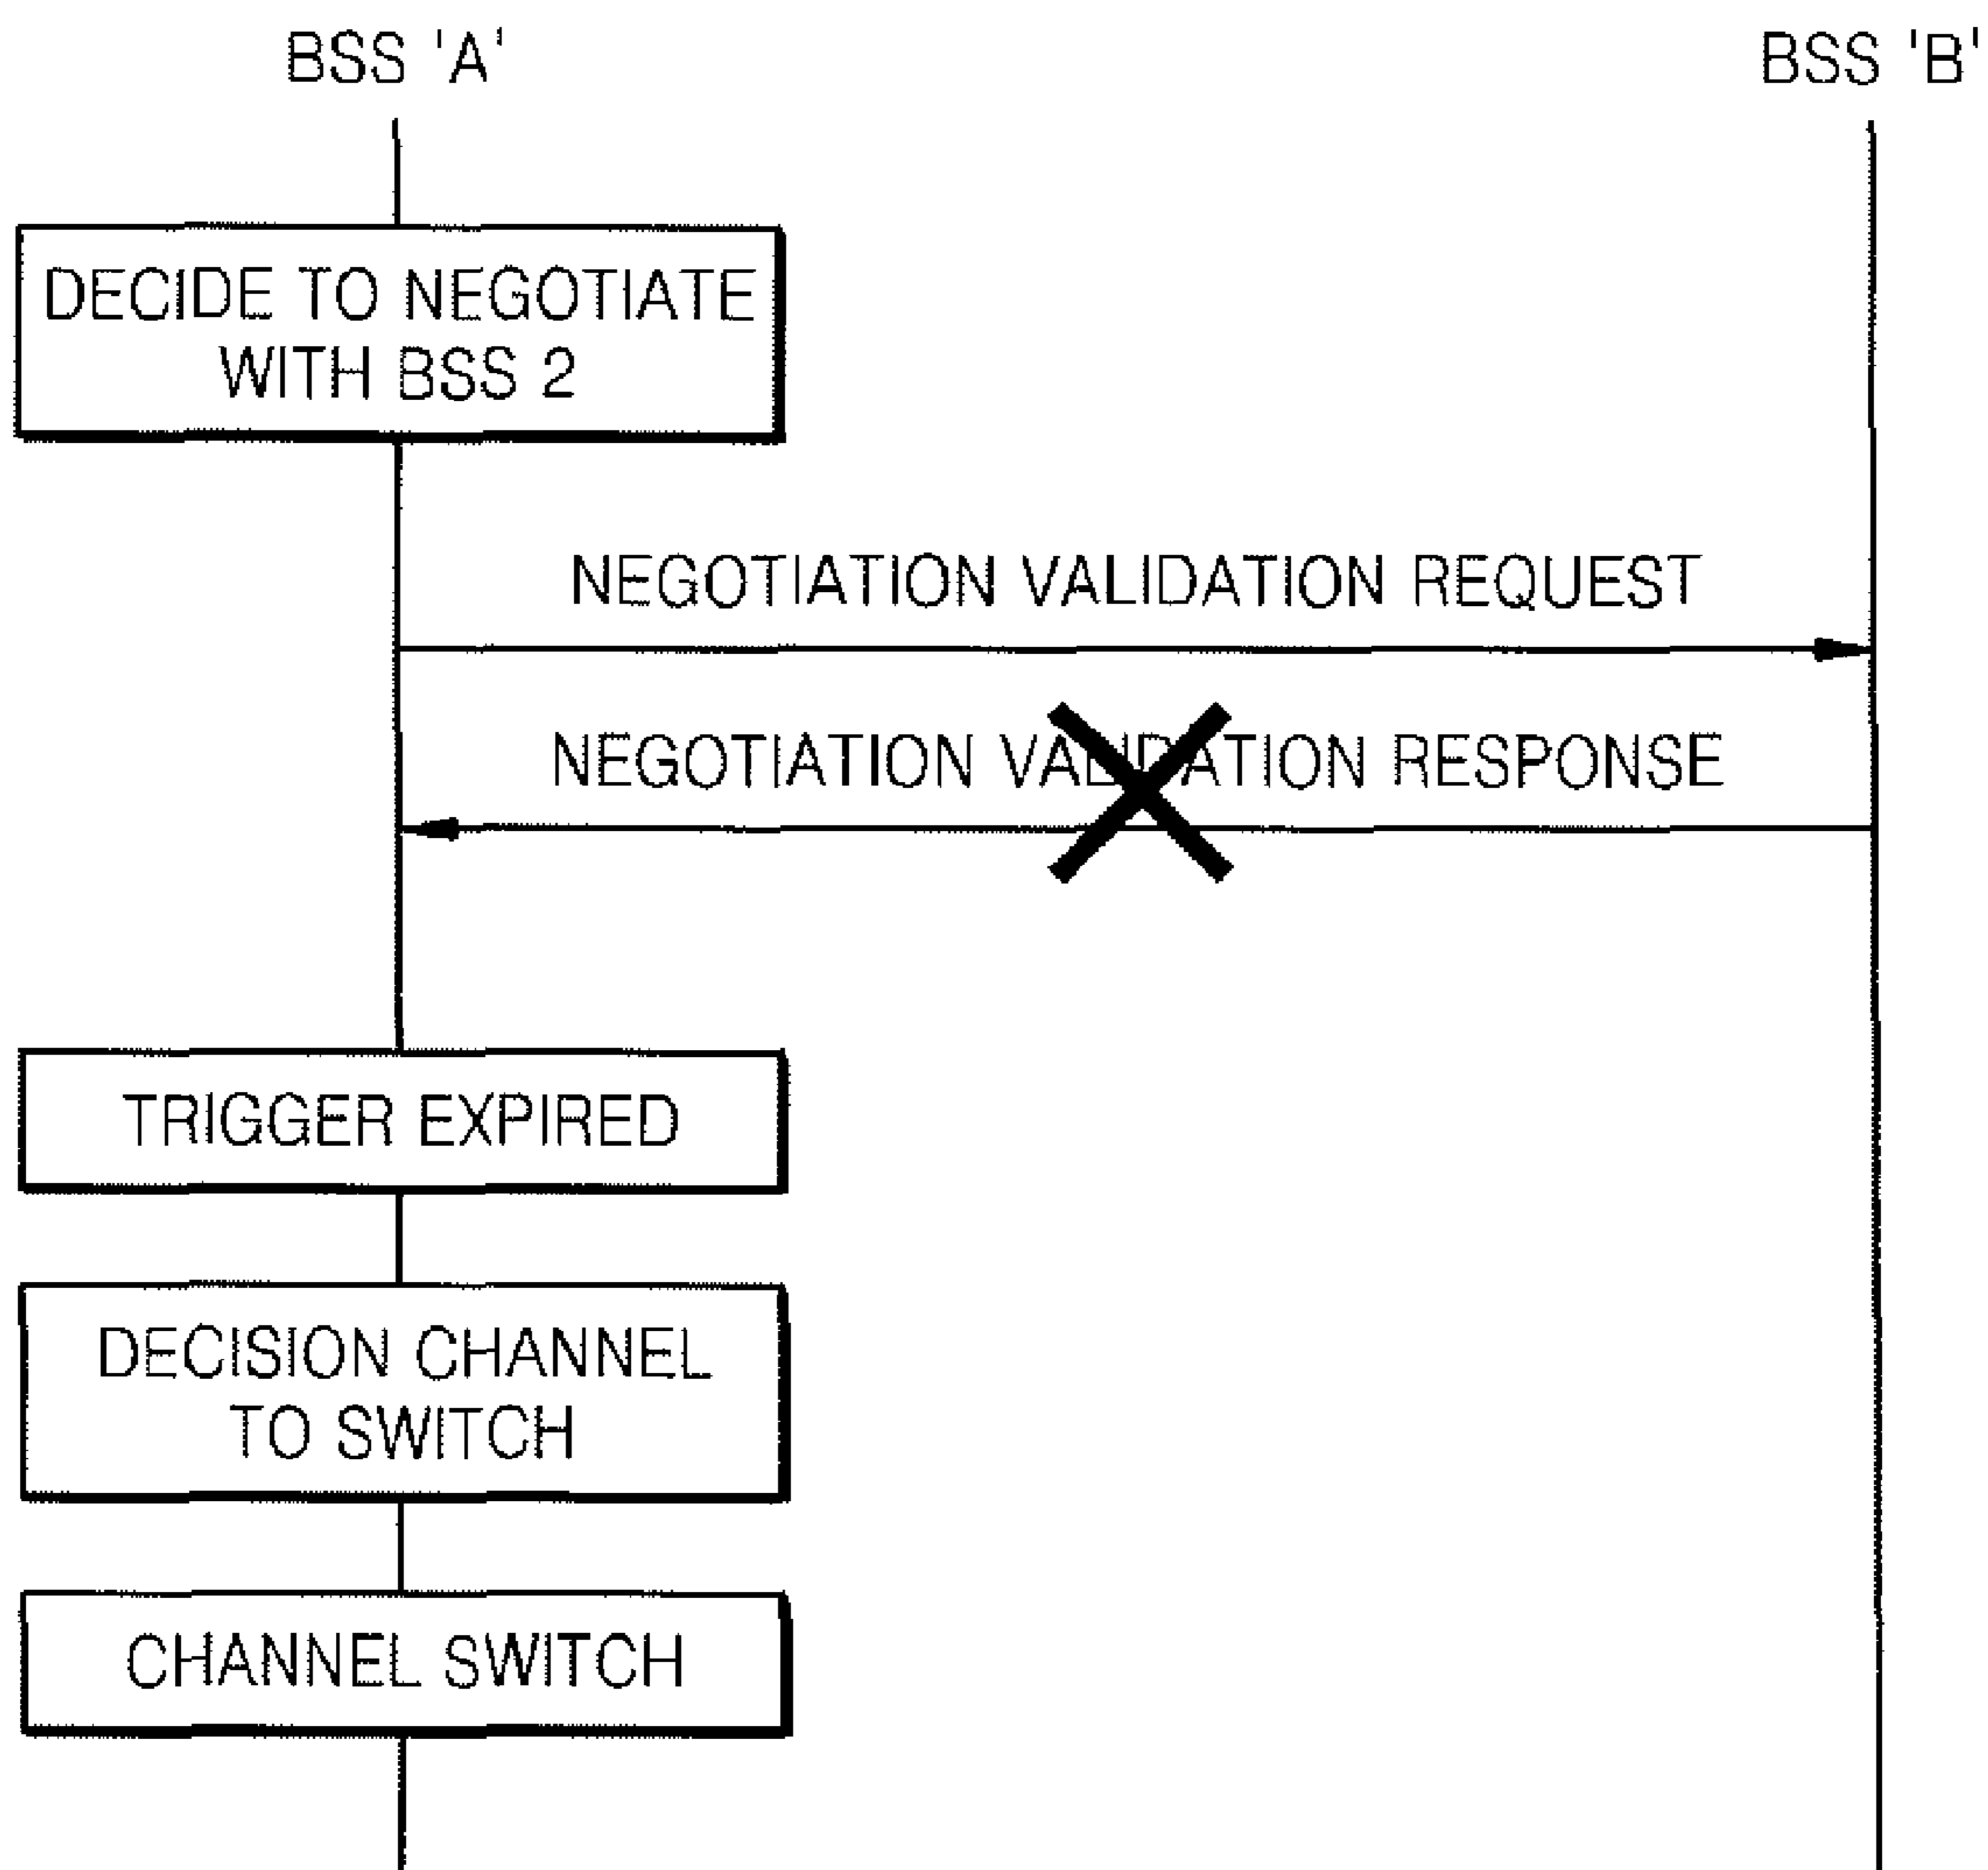 BSS 'A'
BSS 'B'
DECIDE TO NEGOTIATE
WITH BSS 2
NEGOTIATION VALIDATION REQUEST
NEGOTIATION VALIDATION RESPONSE
TRIGGER EXPIRED
DECISION CHANNEL
TO SWITCH
CHANNEL SWITCH